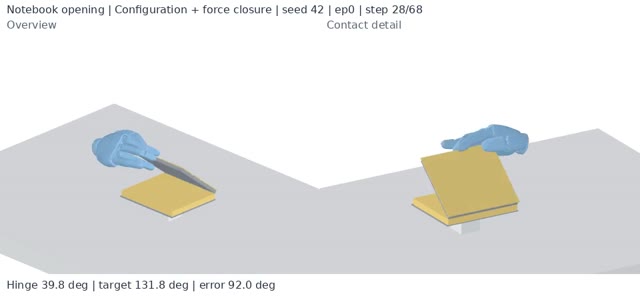 Notebook opening | Configuration + force closure | seed 42 | ep0 | step 28/68
Overview
Contact detail
Hinge 39.8 deg | target 131.8 deg | error 92.0 deg